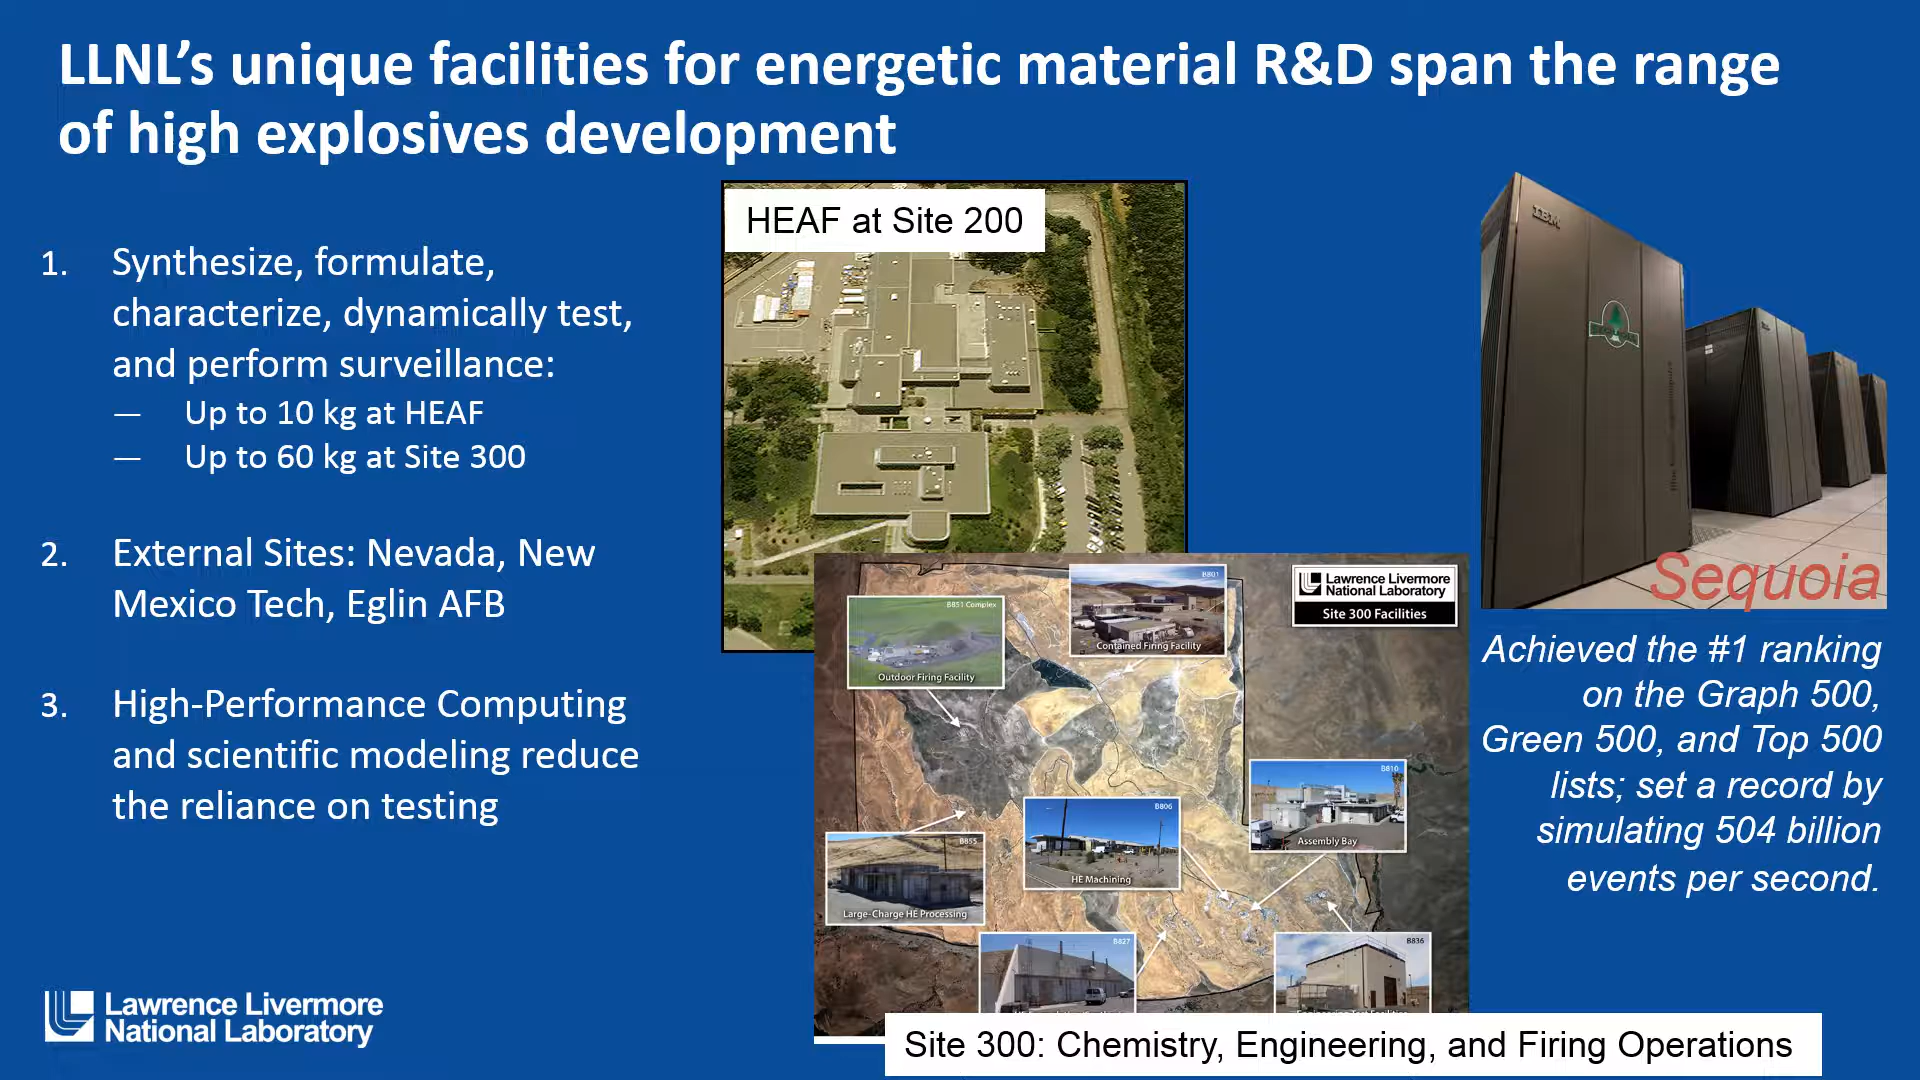 LLNL’s unique facilities for energetic material R&D span the range
of high explosives development
1. Synthesize, formulate,
characterize, dynamically test,
and perform surveillance:
— Up to 10 kg at HEAF
— Up to 60 kg at Site 300
2. External Sites: Nevada, New
Mexico Tech, Eglin AFB
3. High-Performance Computing
and scientific modeling reduce
the reliance on testing
Lawrence Livermore
National Laboratory
HEAF at Site 200
Lawrence Livermore
National Laboratory
Site 300 Facilities
B851 Complex
Outdoor Firing Facility
B801
Contained Firing Facility
B810
Assembly Bay
B806
HE Machining
B855
Large-Charge HE Processing
B827
B836
Site 300: Chemistry, Engineering, and Firing Operations
IBM
Sequoia
Achieved the #1 ranking
on the Graph 500,
Green 500, and Top 500
lists; set a record by
simulating 504 billion
events per second.